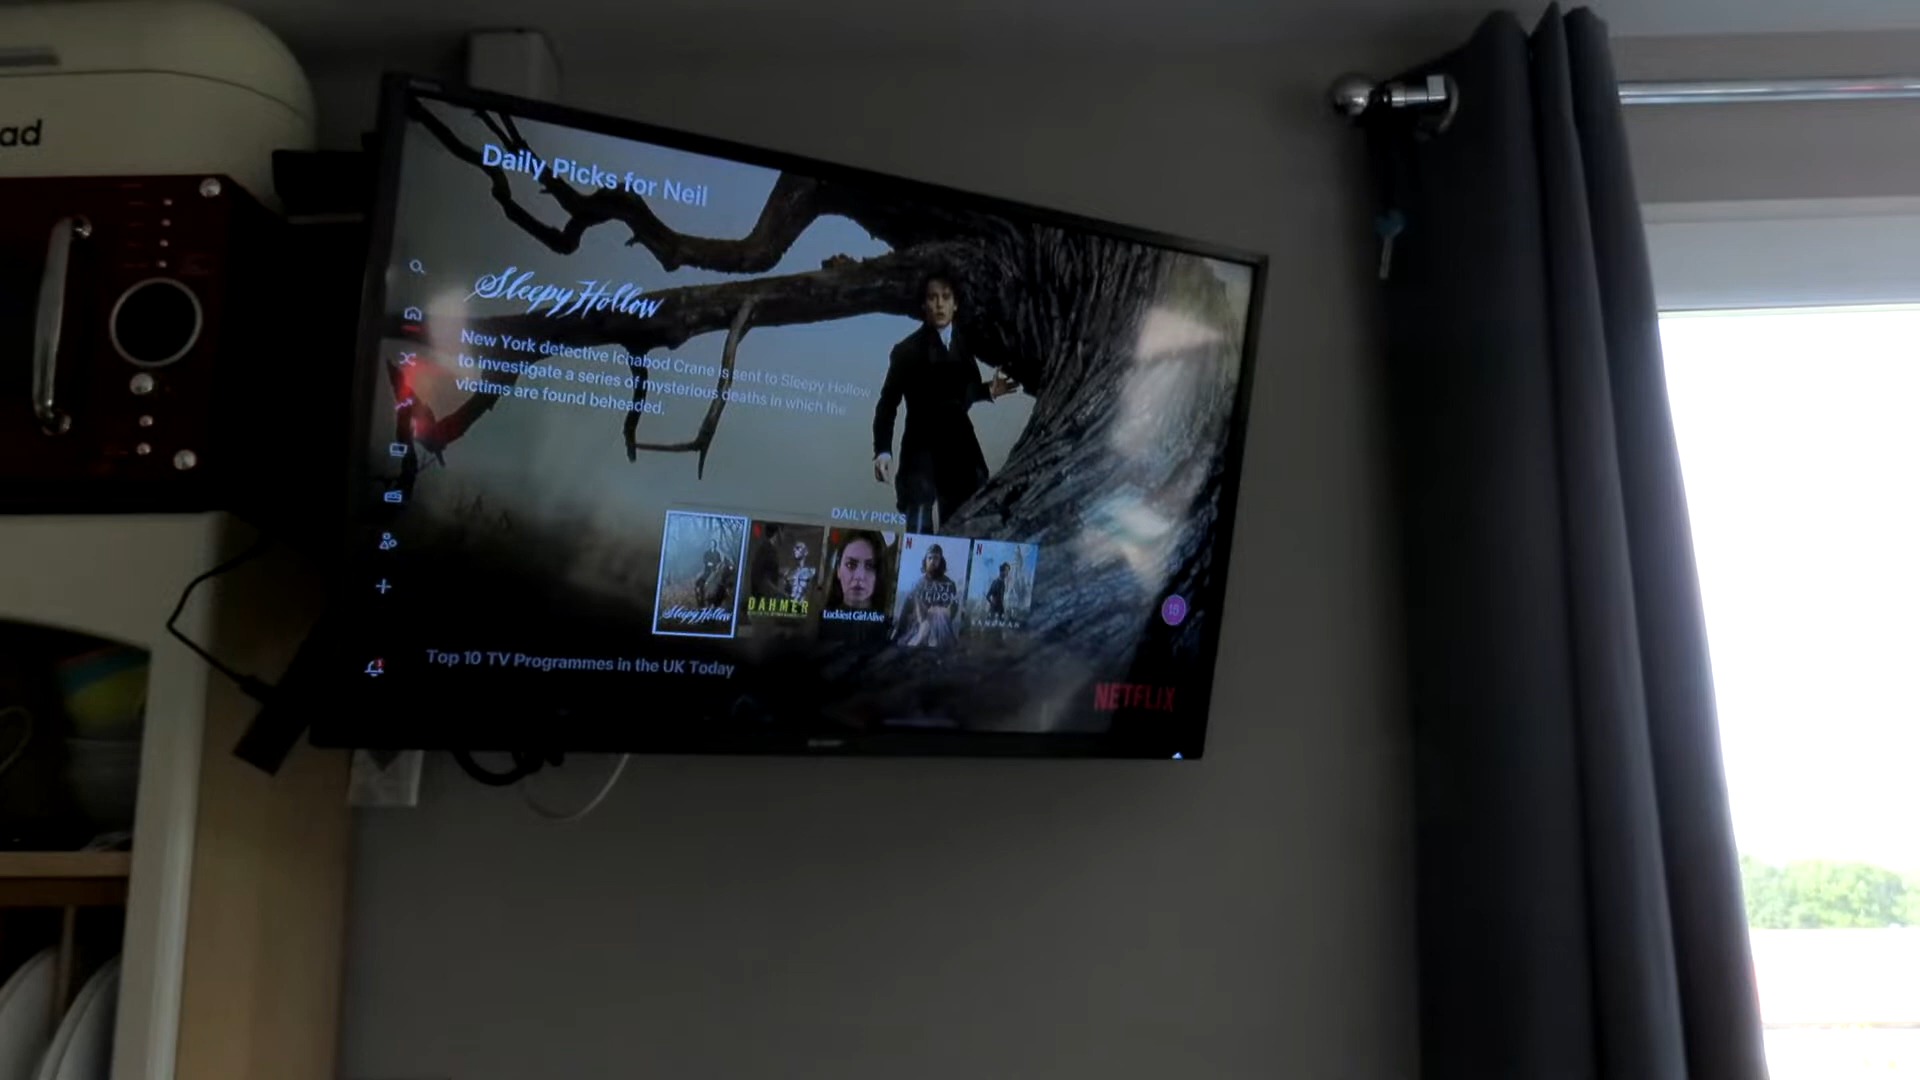 ad
Daily Picks for Neil
Sleepy Hollow
New York detective Ichabod Crane is sent to Sleepy Hollow
to investigate a series of mysterious deaths in which the
victims are found beheaded.
DAILY PICKS
Sleepy Hollow
DAHMER
Luckiest Girl Alive
SANDMAN
15
Top 10 TV Programmes in the UK Today
NETFLIX